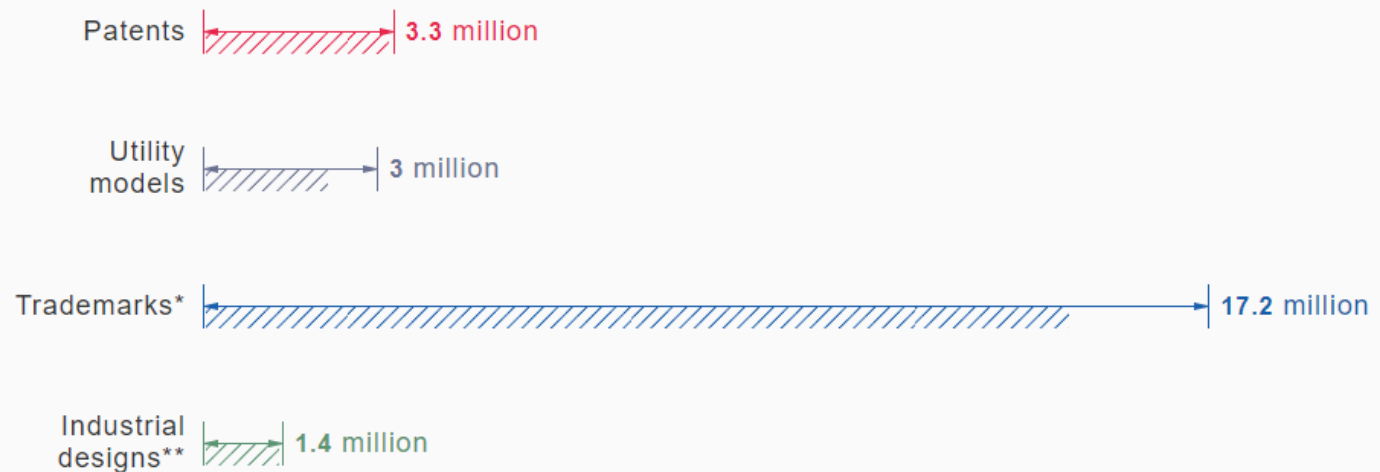 Patents
3.3 million
Utility
models
3 million
Trademarks*
17.2 million
Industrial
designs**
1.4 million